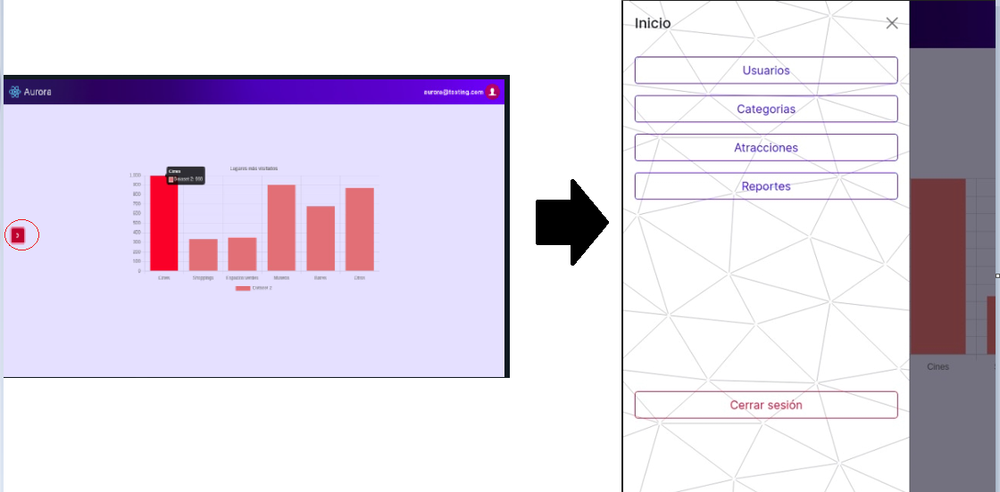 Aurora
aurora@testing.com
Lugares más visitados
Cines
Dataset 2:
1,000
900
800
700
600
500
400
300
200
100
0
Cines
Shoppings
Espacios verdes
Museos
Bares
Otros
Dataset 2
Inicio
Usuarios
Categorias
Atracciones
Reportes
Cerrar sesión
Cines